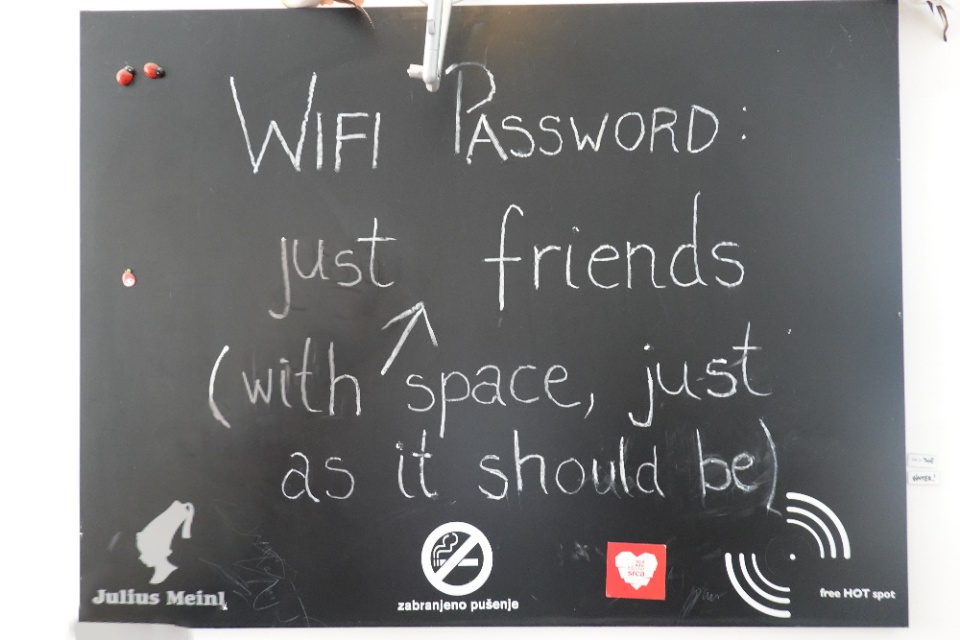 WIFI PASSWORD:
just friends
(with space, just
as it should be)
Julius Meinl
zabranjeno pušenje
srca
free HOT spot